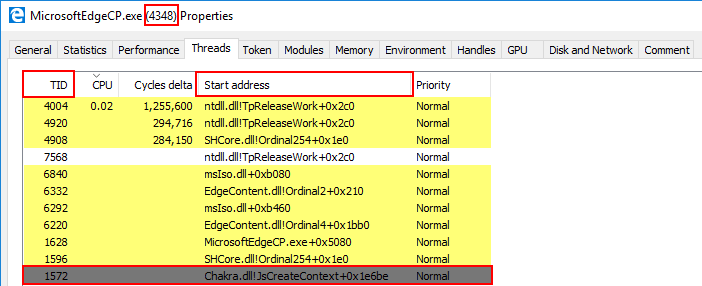 MicrosoftEdgeCP.exe (4348) Properties
General Statistics Performance Threads Token Modules Memory Environment Handles GPU Disk and Network Comment
TID CPU Cycles delta Start address Priority
4004 0.02 1,255,600 ntdll.dll!TpReleaseWork+0x2c0 Normal
4920 294,716 ntdll.dll!TpReleaseWork+0x2c0 Normal
4908 284,150 SHCore.dll!Ordinal254+0x1e0 Normal
7568 ntdll.dll!TpReleaseWork+0x2c0 Normal
6840 msIso.dll+0xb080 Normal
6332 EdgeContent.dll!Ordinal2+0x210 Normal
6292 msIso.dll+0xb460 Normal
6220 EdgeContent.dll!Ordinal4+0x1bb0 Normal
1628 MicrosoftEdgeCP.exe+0x5080 Normal
1596 SHCore.dll!Ordinal254+0x1e0 Normal
1572 Chakra.dll!JsCreateContext+0x1e6be Normal